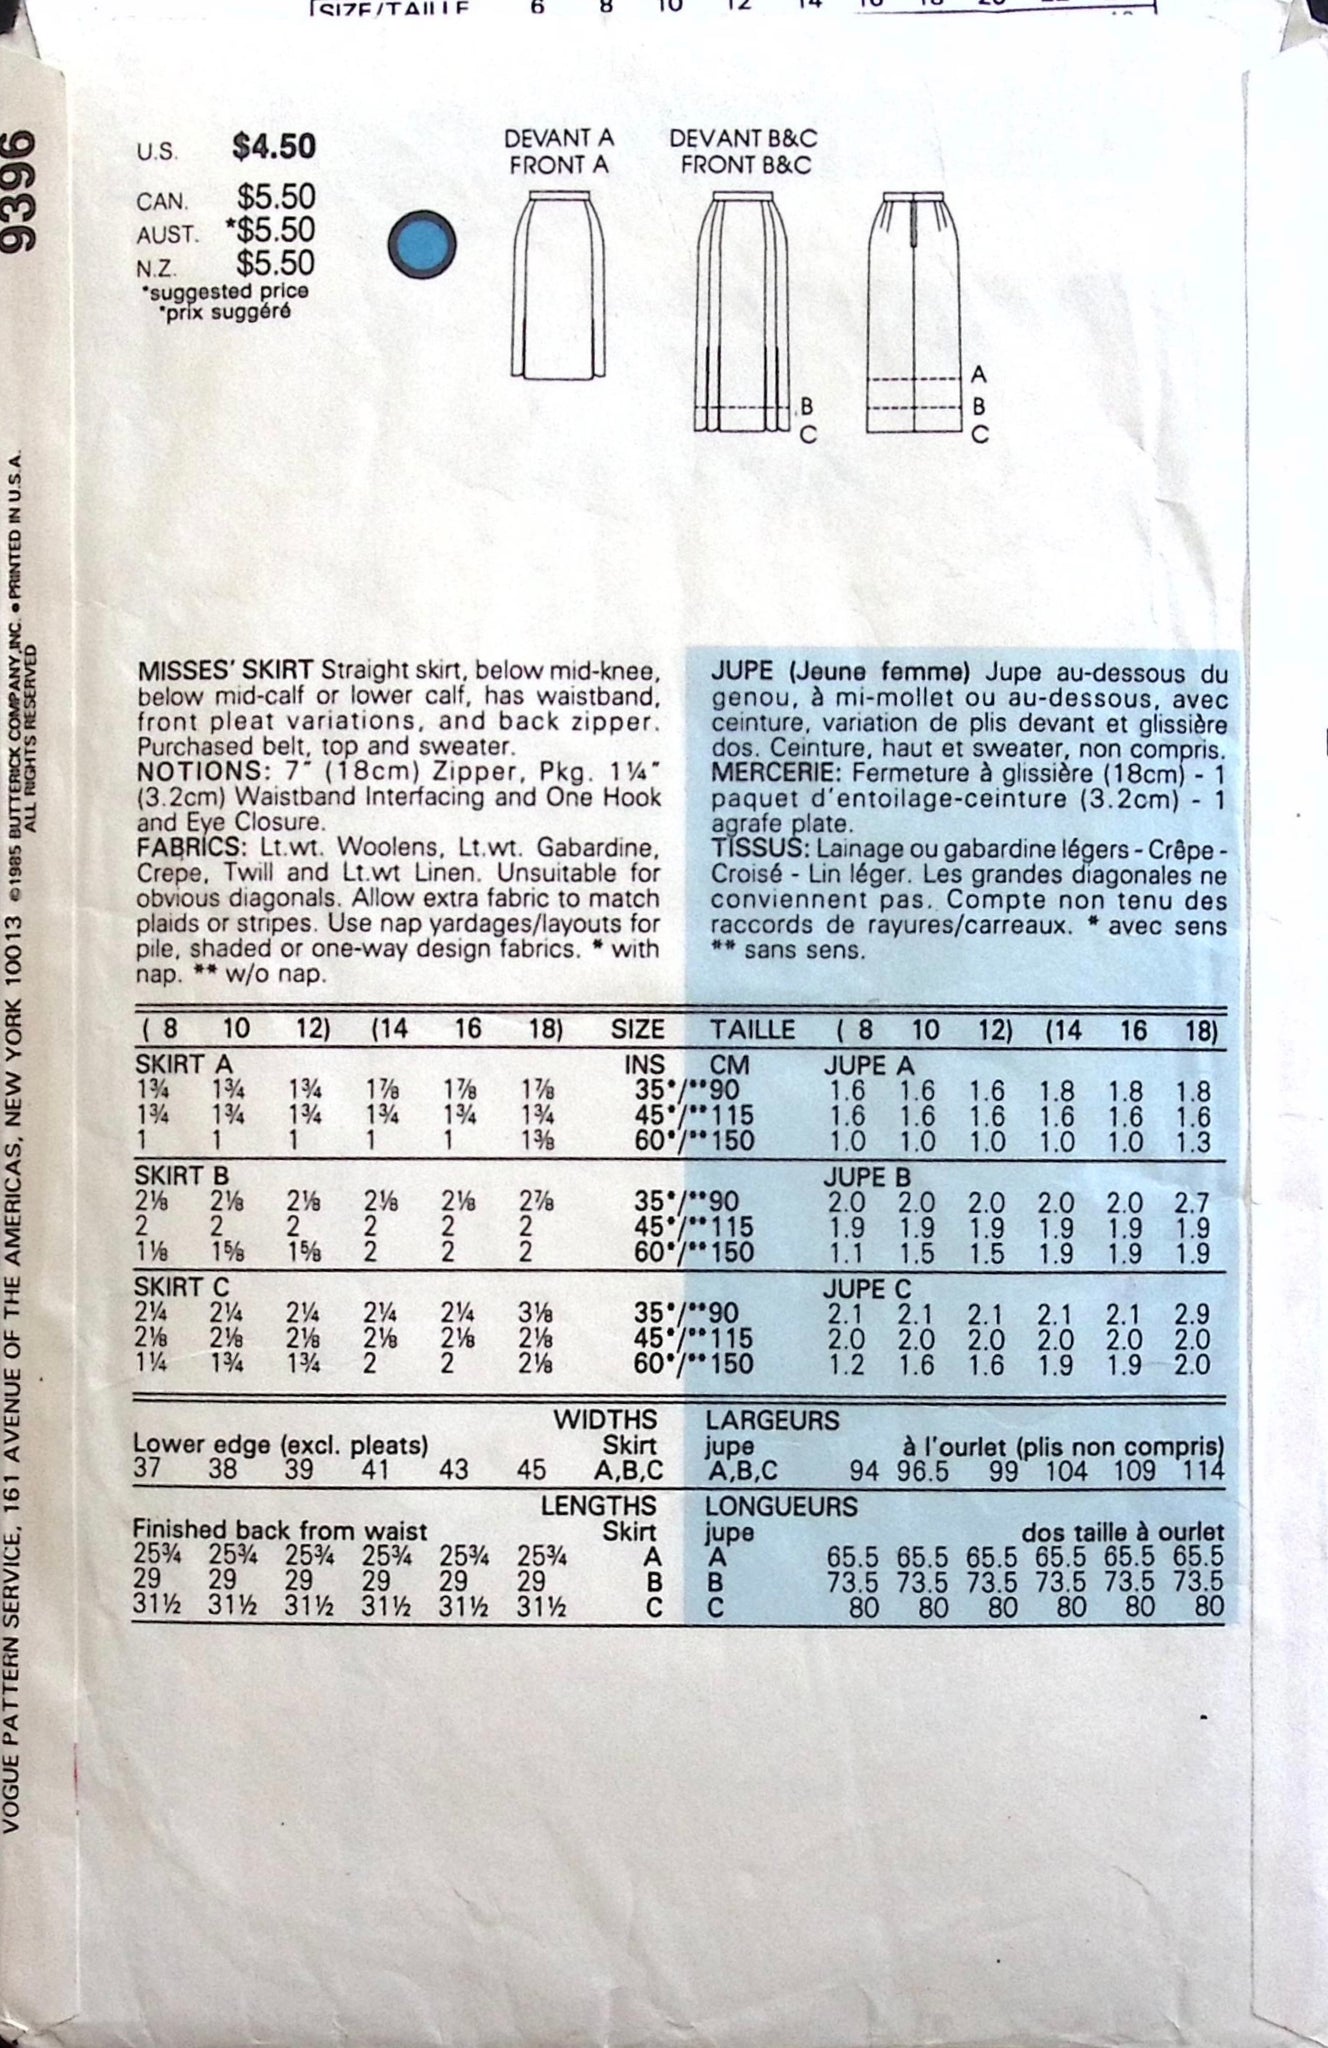 SIZE/TAILLE 6 8 10 12 14 16 18 20
9396
U.S. $4.50
CAN. $5.50
AUST. *$5.50
N.Z. $5.50
*suggested price
*prix suggéré
DEVANT A
FRONT A
DEVANT B&C
FRONT B&C
B
C
A
B
C
VOGUE PATTERN SERVICE, 161 AVENUE OF THE AMERICAS, NEW YORK 10013 ©1985 BUTTERICK COMPANY, INC. • PRINTED IN U.S.A.
ALL RIGHTS RESERVED
MISSES' SKIRT Straight skirt, below mid-knee,
below mid-calf or lower calf, has waistband,
front pleat variations, and back zipper.
Purchased belt, top and sweater.
NOTIONS: 7" (18cm) Zipper, Pkg. 1¼"
(3.2cm) Waistband Interfacing and One Hook
and Eye Closure.
FABRICS: Lt.wt. Woolens, Lt.wt. Gabardine,
Crepe, Twill and Lt.wt Linen. Unsuitable for
obvious diagonals. Allow extra fabric to match
plaids or stripes. Use nap yardages/layouts for
pile, shaded or one-way design fabrics. * with
nap. ** w/o nap.
JUPE (Jeune femme) Jupe au-dessous du
genou, à mi-mollet ou au-dessous, avec
ceinture, variation de plis devant et glissière
dos. Ceinture, haut et sweater, non compris.
MERCERIE: Fermeture à glissière (18cm) - 1
paquet d'entoilage-ceinture (3.2cm) - 1
agrafe plate.
TISSUS: Lainage ou gabardine légers - Crêpe -
Croisé - Lin léger. Les grandes diagonales ne
conviennent pas. Compte non tenu des
raccords de rayures/carreaux. * avec sens
** sans sens.
( 8 10 12) (14 16 18) SIZE TAILLE ( 8 10 12) (14 16 18)
SKIRT A INS CM JUPE A
1¾ 1¾ 1¾ 1⅞ 1⅞ 1⅞ 35*/**90 1.6 1.6 1.6 1.8 1.8 1.8
1¾ 1¾ 1¾ 1¾ 1¾ 1¾ 45*/**115 1.6 1.6 1.6 1.6 1.6 1.6
1 1 1 1 1 1⅜ 60*/**150 1.0 1.0 1.0 1.0 1.0 1.3
SKIRT B JUPE B
2⅛ 2⅛ 2⅛ 2⅛ 2⅛ 2⅞ 35*/**90 2.0 2.0 2.0 2.0 2.0 2.7
2 2 2 2 2 2 45*/**115 1.9 1.9 1.9 1.9 1.9 1.9
1⅛ 1⅝ 1⅝ 2 2 2 60*/**150 1.1 1.5 1.5 1.9 1.9 1.9
SKIRT C JUPE C
2¼ 2¼ 2¼ 2¼ 2¼ 3⅛ 35*/**90 2.1 2.1 2.1 2.1 2.1 2.9
2⅛ 2⅛ 2⅛ 2⅛ 2⅛ 2⅛ 45*/**115 2.0 2.0 2.0 2.0 2.0 2.0
1¼ 1¾ 1¾ 2 2 2⅛ 60*/**150 1.2 1.6 1.6 1.9 1.9 2.0
WIDTHS LARGEURS
Lower edge (excl. pleats) Skirt jupe à l'ourlet (plis non compris)
37 38 39 41 43 45 A,B,C A,B,C 94 96.5 99 104 109 114
LENGTHS LONGUEURS
Finished back from waist Skirt jupe dos taille à ourlet
25¾ 25¾ 25¾ 25¾ 25¾ 25¾ A A 65.5 65.5 65.5 65.5 65.5 65.5
29 29 29 29 29 29 B B 73.5 73.5 73.5 73.5 73.5 73.5
31½ 31½ 31½ 31½ 31½ 31½ C C 80 80 80 80 80 80